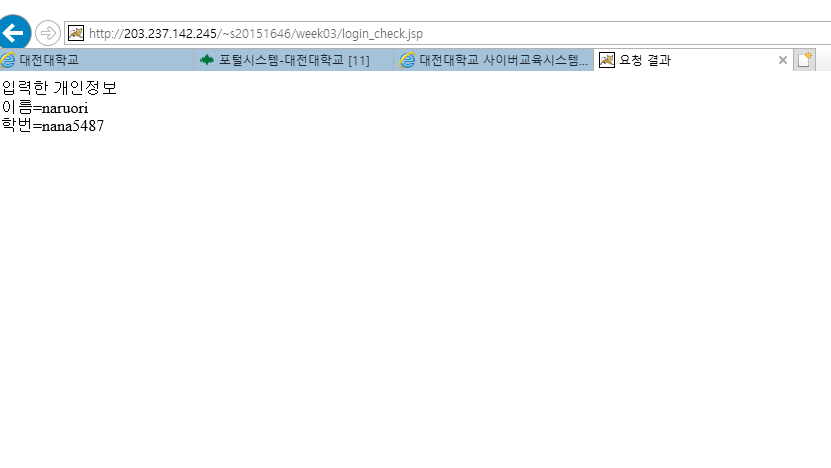 http://203.237.142.245/~s20151646/week03/login_check.jsp
대전대학교
포털시스템-대전대학교 [11]
대전대학교 사이버교육시스템...
요청 결과
입력한 개인정보
이름=naruori
학번=nana5487